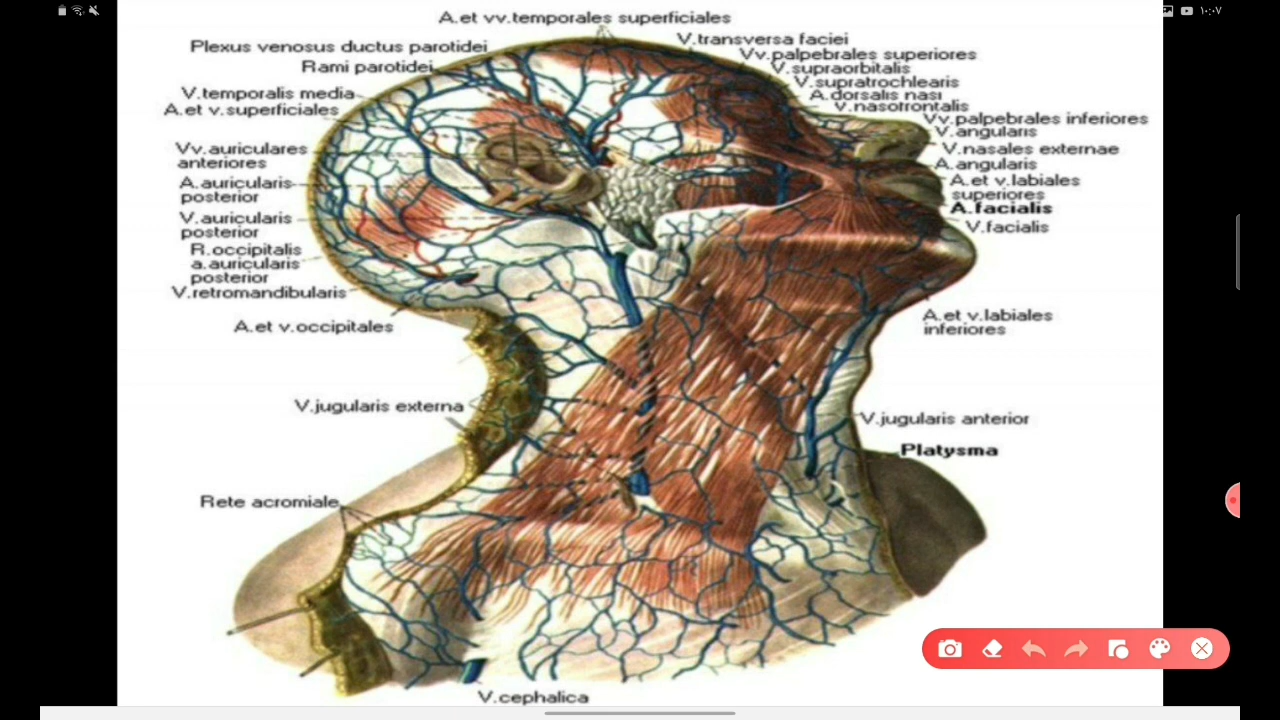 ١٠:٠٧
A.et vv.temporales superficiales
Plexus venosus ductus parotidei
Rami parotidei
V.temporalis media
A.et v.superficiales
Vv.auriculares
anteriores
A.auricularis
posterior
V.auricularis
posterior
R.occipitalis
a.auricularis
posterior
V.retromandibularis
A.et v.occipitales
V.jugularis externa
Rete acromiale
V.transversa faciei
Vv.palpebrales superiores
V.supraorbitalis
V.supratrochlearis
A.dorsalis nasi
V.nasofrontalis
Vv.palpebrales inferiores
V.angularis
V.nasales externae
A.angularis
A.et v.labiales
superiores
A.facialis
V.facialis
A.et v.labiales
inferiores
V.jugularis anterior
Platysma
V.cephalica